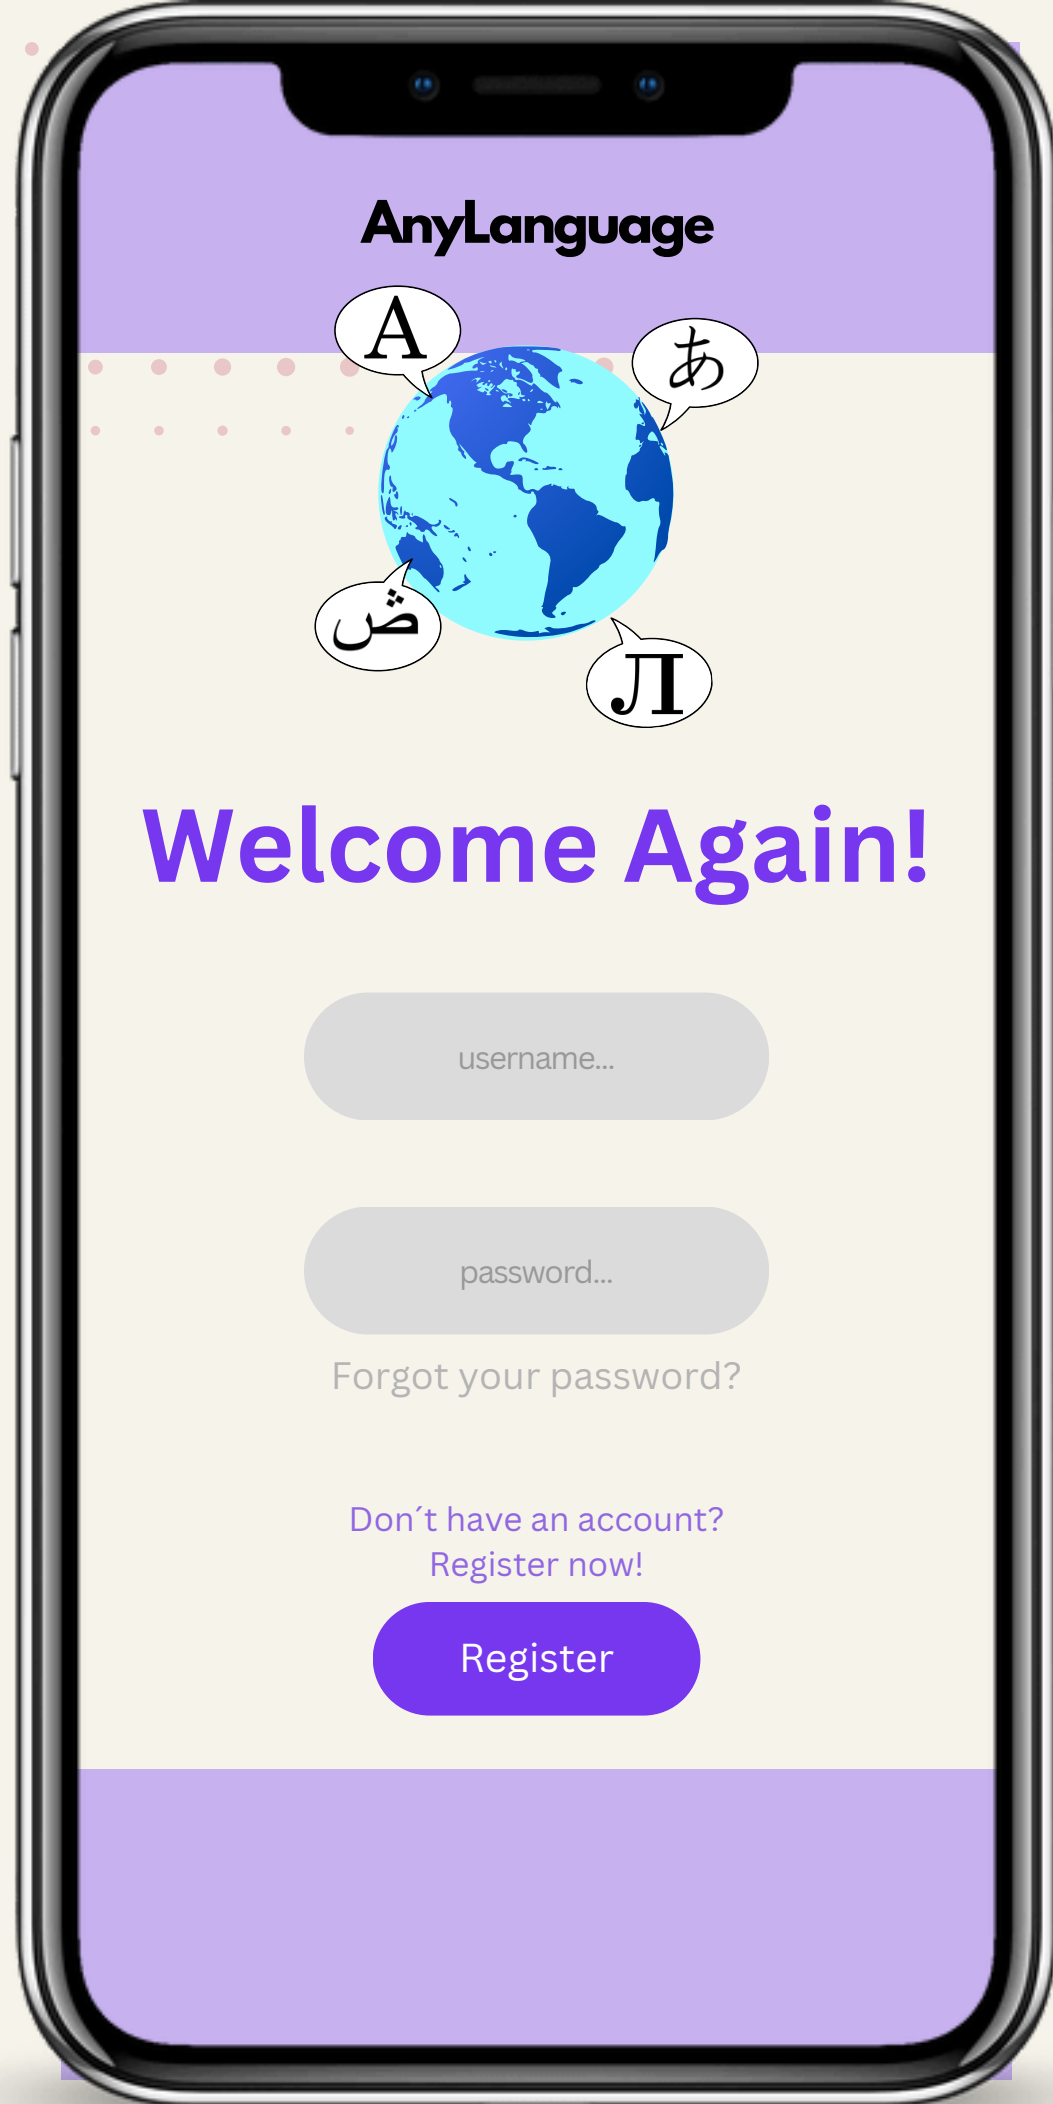 AnyLanguage
A
あ
ض
Л
Welcome Again!
username...
password...
Forgot your password?
Don´t have an account?
Register now!
Register